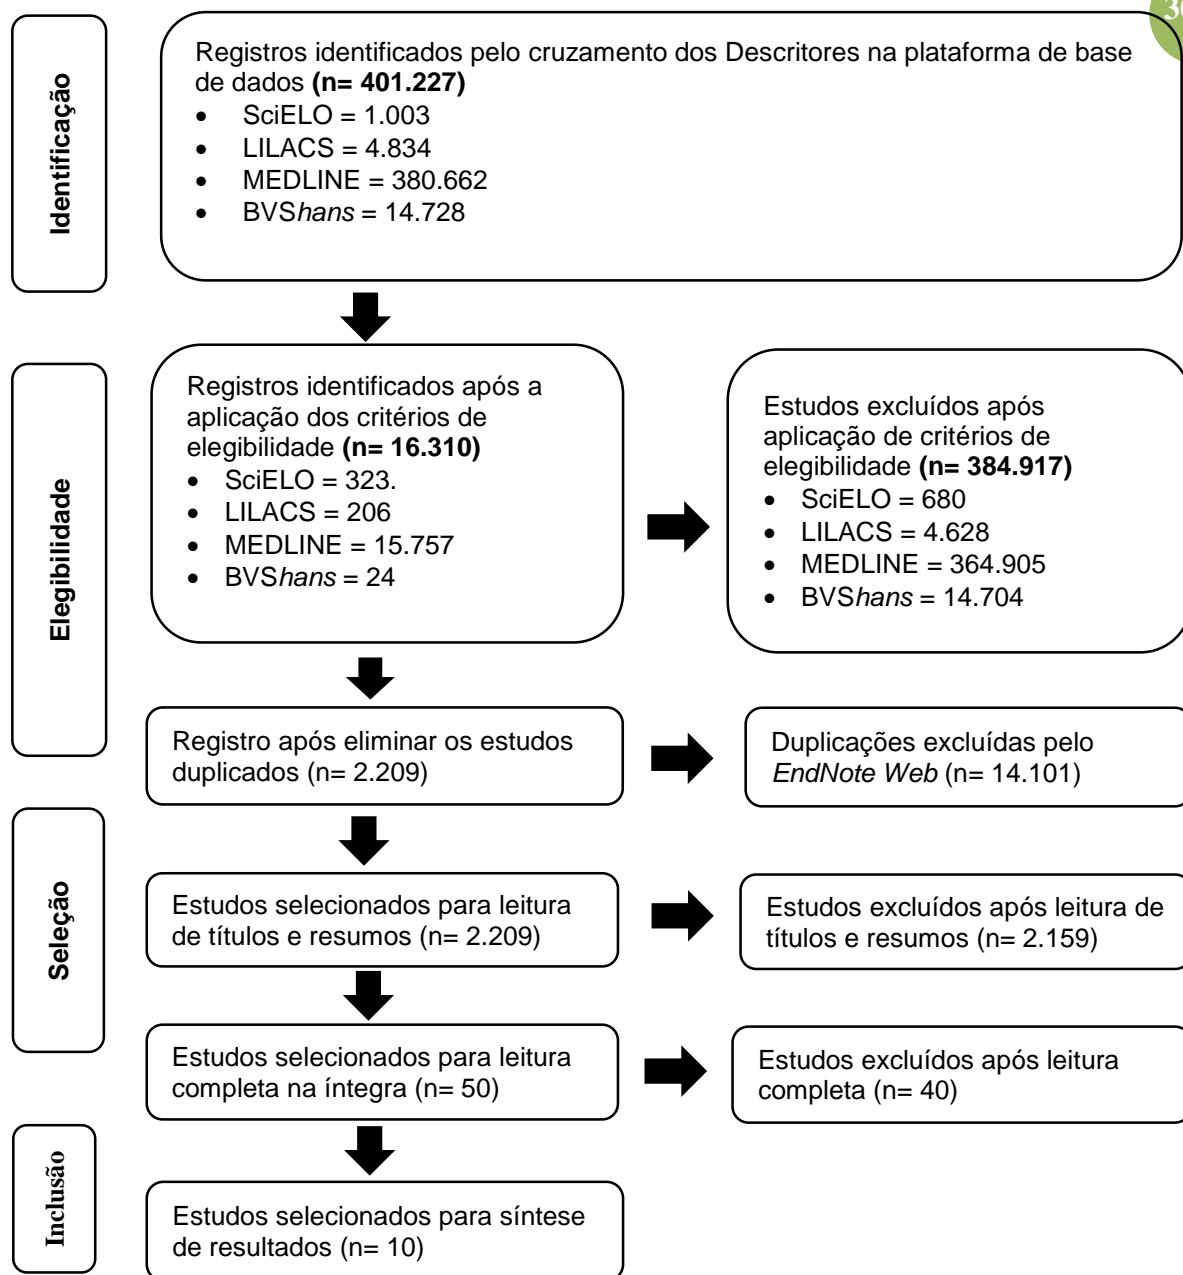 Identificação
Registros identificados pelo cruzamento dos Descritores na plataforma de base
de dados (n= 401.227)
• SciELO = 1.003
• LILACS = 4.834
• MEDLINE = 380.662
• BVShans = 14.728
Elegibilidade
Registros identificados após a
aplicação dos critérios de
elegibilidade (n= 16.310)
• SciELO = 323.
• LILACS = 206
• MEDLINE = 15.757
• BVShans = 24
Estudos excluídos após
aplicação de critérios de
elegibilidade (n= 384.917)
• SciELO = 680
• LILACS = 4.628
• MEDLINE = 364.905
• BVShans = 14.704
Registro após eliminar os estudos
duplicados (n= 2.209)
Duplicações excluídas pelo
EndNote Web (n= 14.101)
Seleção
Estudos selecionados para leitura
de títulos e resumos (n= 2.209)
Estudos excluídos após leitura de
títulos e resumos (n= 2.159)
Estudos selecionados para leitura
completa na íntegra (n= 50)
Estudos excluídos após leitura
completa (n= 40)
Inclusão
Estudos selecionados para síntese
de resultados (n= 10)